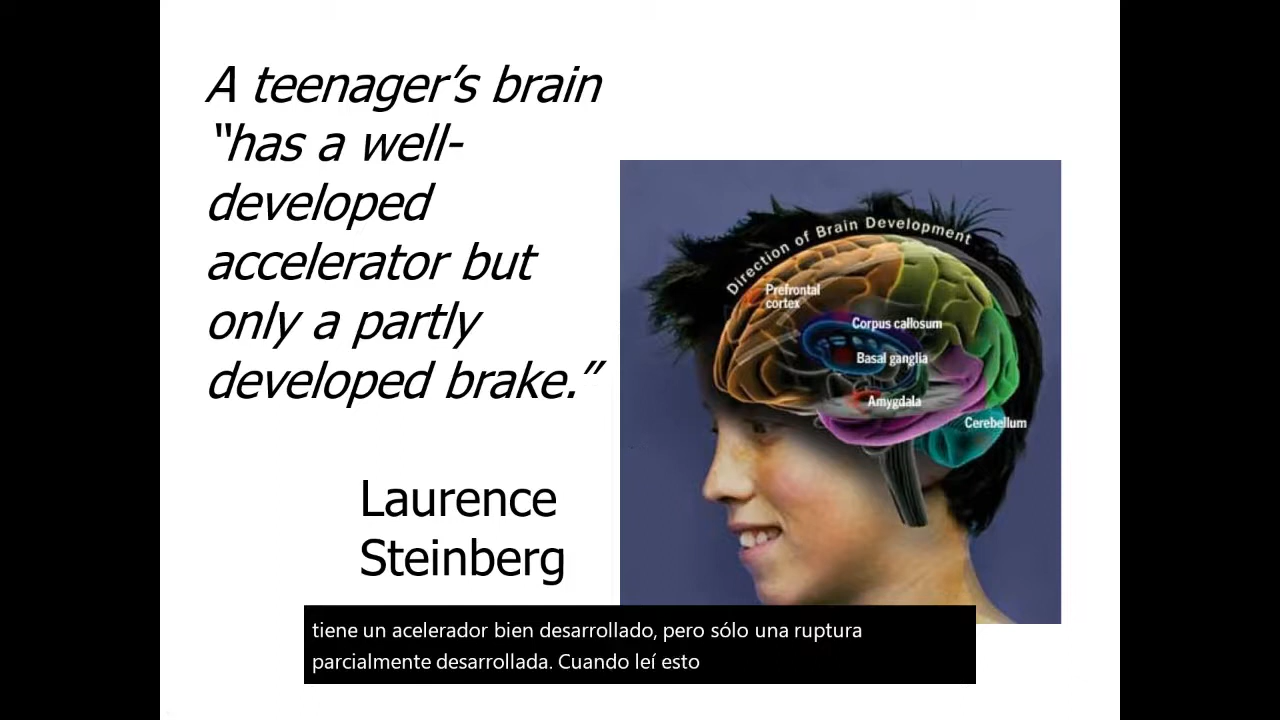 A teenager’s brain
“has a well-
developed
accelerator but
only a partly
developed brake.”
Laurence
Steinberg
Direction of Brain Development
Prefrontal
cortex
Corpus callosum
Basal ganglia
Amygdala
Cerebellum
tiene un acelerador bien desarrollado, pero sólo una ruptura
parcialmente desarrollada. Cuando leí esto